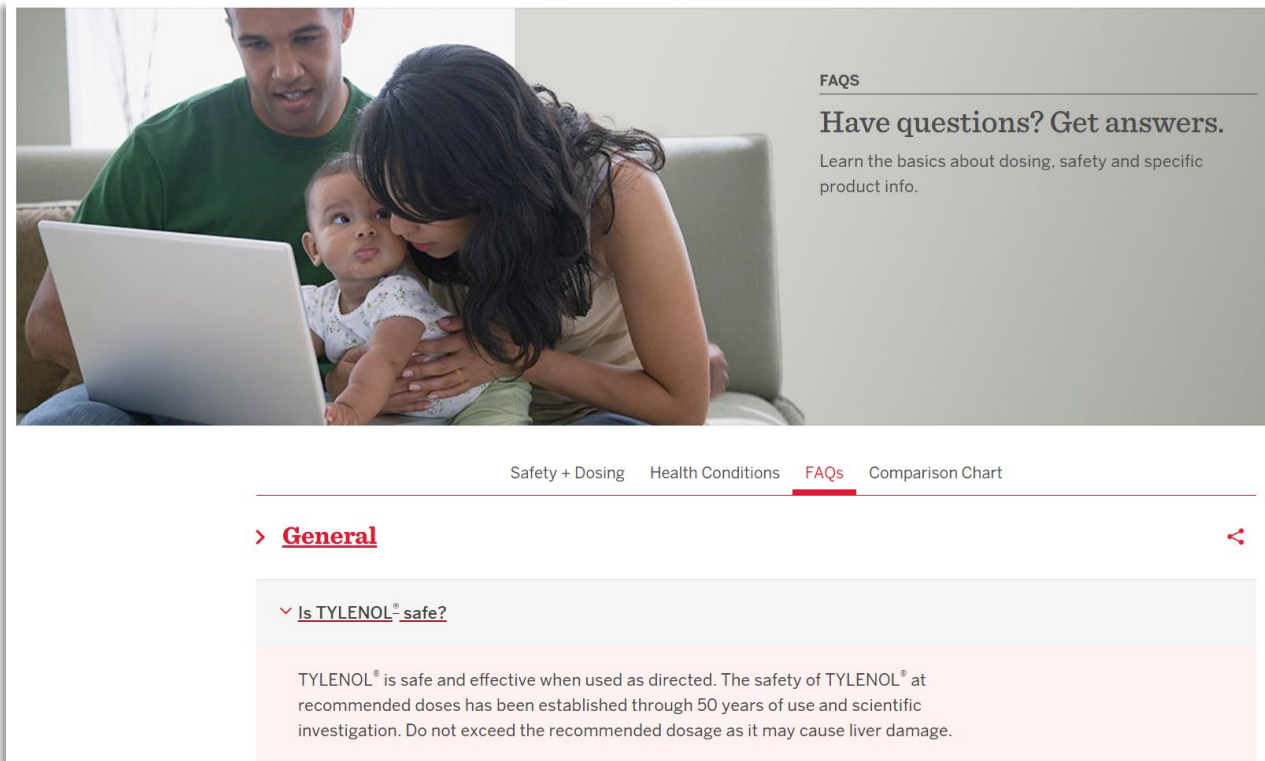 FAQS
Have questions? Get answers.
Learn the basics about dosing, safety and specific
product info.
Safety + Dosing Health Conditions FAQs Comparison Chart
General
Is TYLENOL® safe?
TYLENOL® is safe and effective when used as directed. The safety of TYLENOL® at
recommended doses has been established through 50 years of use and scientific
investigation. Do not exceed the recommended dosage as it may cause liver damage.